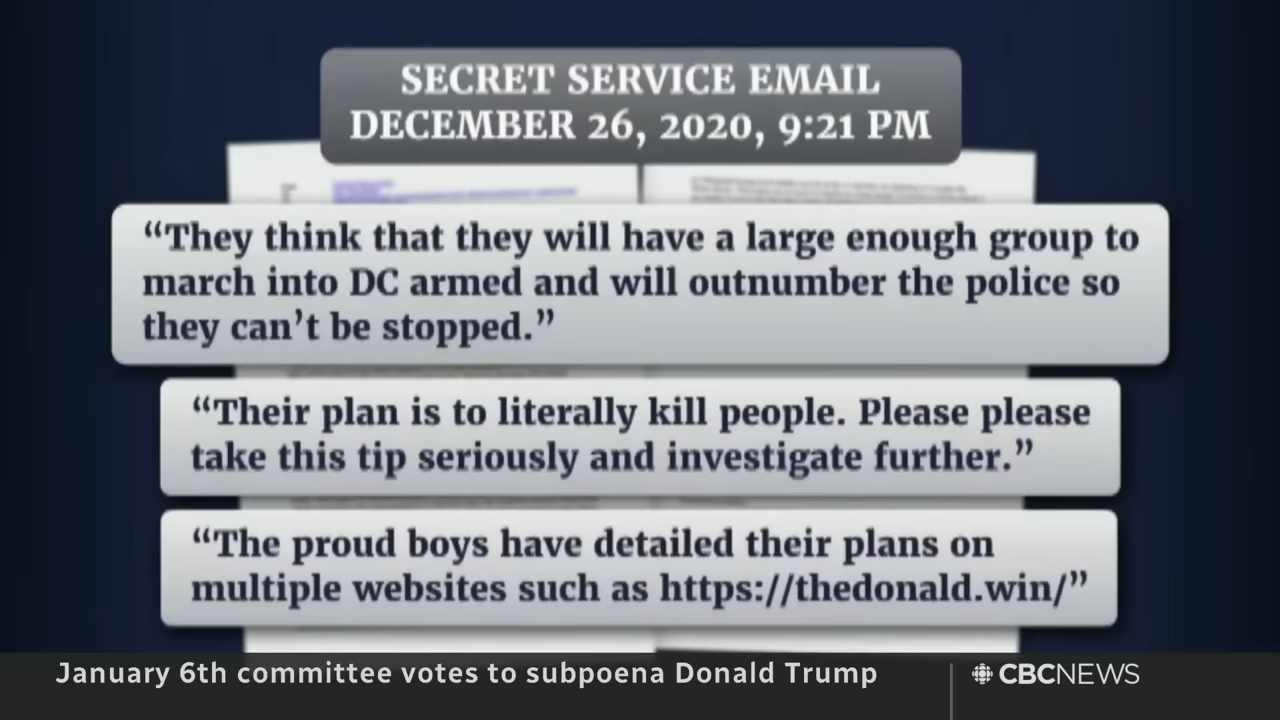 SECRET SERVICE EMAIL
DECEMBER 26, 2020, 9:21 PM
“They think that they will have a large enough group to
march into DC armed and will outnumber the police so
they can’t be stopped.”
“Their plan is to literally kill people. Please please
take this tip seriously and investigate further.”
“The proud boys have detailed their plans on
multiple websites such as https://thedonald.win/”
January 6th committee votes to subpoena Donald Trump
CBCNEWS